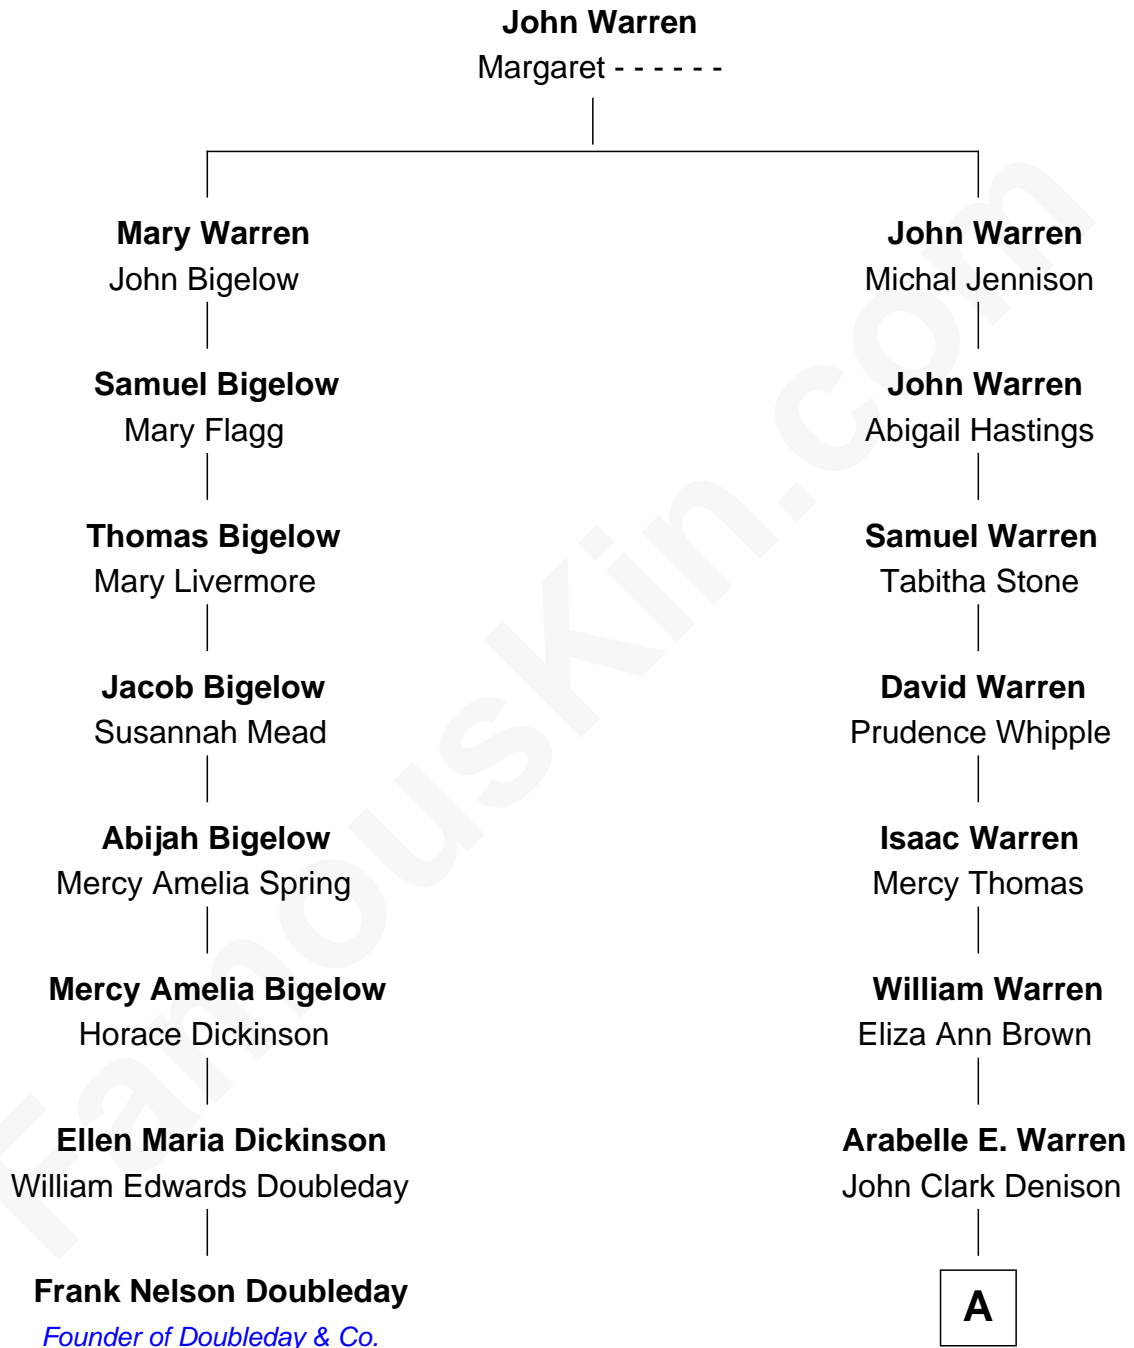 John Warren
Margaret - - - - - -
Mary Warren
John Bigelow
John Warren
Michal Jennison
Samuel Bigelow
Mary Flagg
John Warren
Abigail Hastings
Thomas Bigelow
Mary Livermore
Samuel Warren
Tabitha Stone
Jacob Bigelow
Susannah Mead
David Warren
Prudence Whipple
Abijah Bigelow
Mercy Amelia Spring
Isaac Warren
Mercy Thomas
Mercy Amelia Bigelow
Horace Dickinson
William Warren
Eliza Ann Brown
Ellen Maria Dickinson
William Edwards Doubleday
Arabelle E. Warren
John Clark Denison
Frank Nelson Doubleday
Founder of Doubleday & Co.
A
FamousKin.com